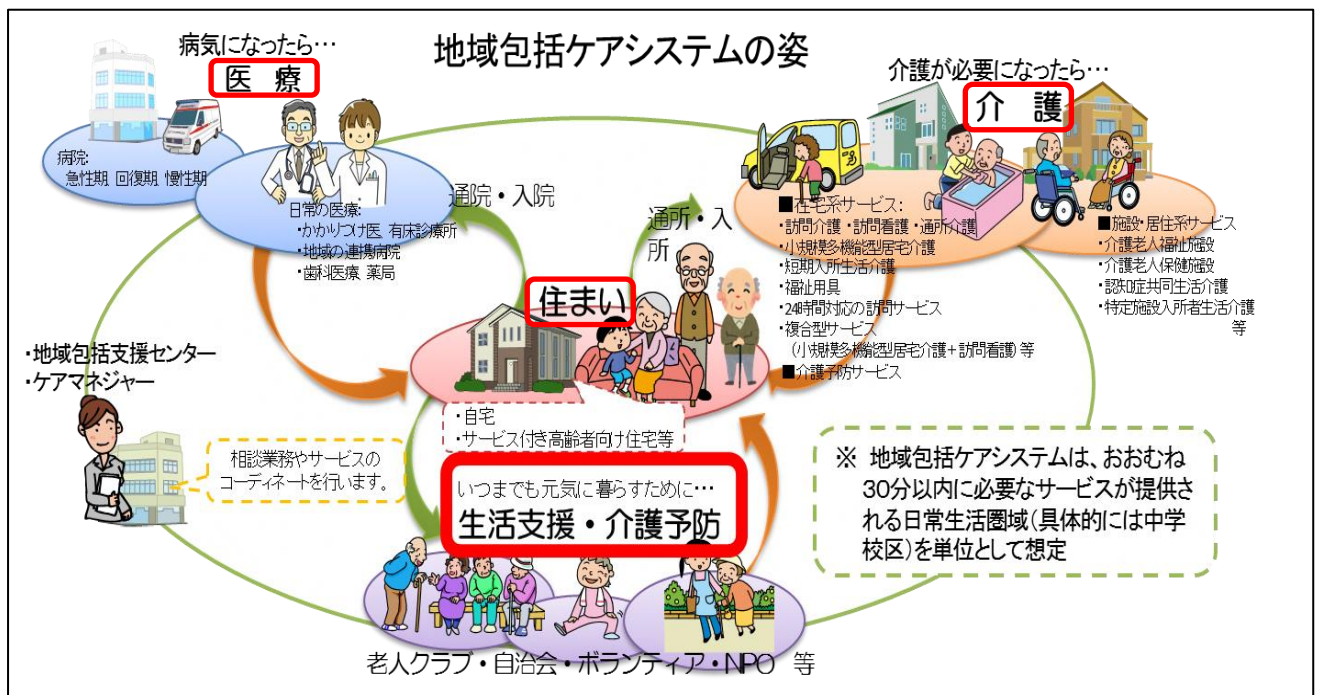 地域包括ケアシステムの姿
病気になったら…
医 療
病院:
急性期 回復期 慢性期
日常の医療:
・かかりつけ医 有床診療所
・地域の連携病院
・歯科医療 薬局
通院・入院
通所・入
所
介護が必要になったら…
介 護
■在宅系サービス:
・訪問介護・訪問看護・通所介護
・小規模多機能型居宅介護
・短期入所生活介護
・福祉用具
・24時間対応の訪問サービス
・複合型サービス
（小規模多機能型居宅介護＋訪問看護）等
■介護予防サービス
■施設・居住系サービス
・介護老人福祉施設
・介護老人保健施設
・認知症共同生活介護
・特定施設入所者生活介護
等
住まい
・自宅
・サービス付き高齢者向け住宅等
・地域包括支援センター
・ケアマネジャー
相談業務やサービスの
コーディネートを行います。
いつまでも元気に暮らすために…
生活支援・介護予防
老人クラブ・自治会・ボランティア・NPO 等
※ 地域包括ケアシステムは、おおむね
30分以内に必要なサービスが提供さ
れる日常生活圏域（具体的には中学
校区）を単位として想定